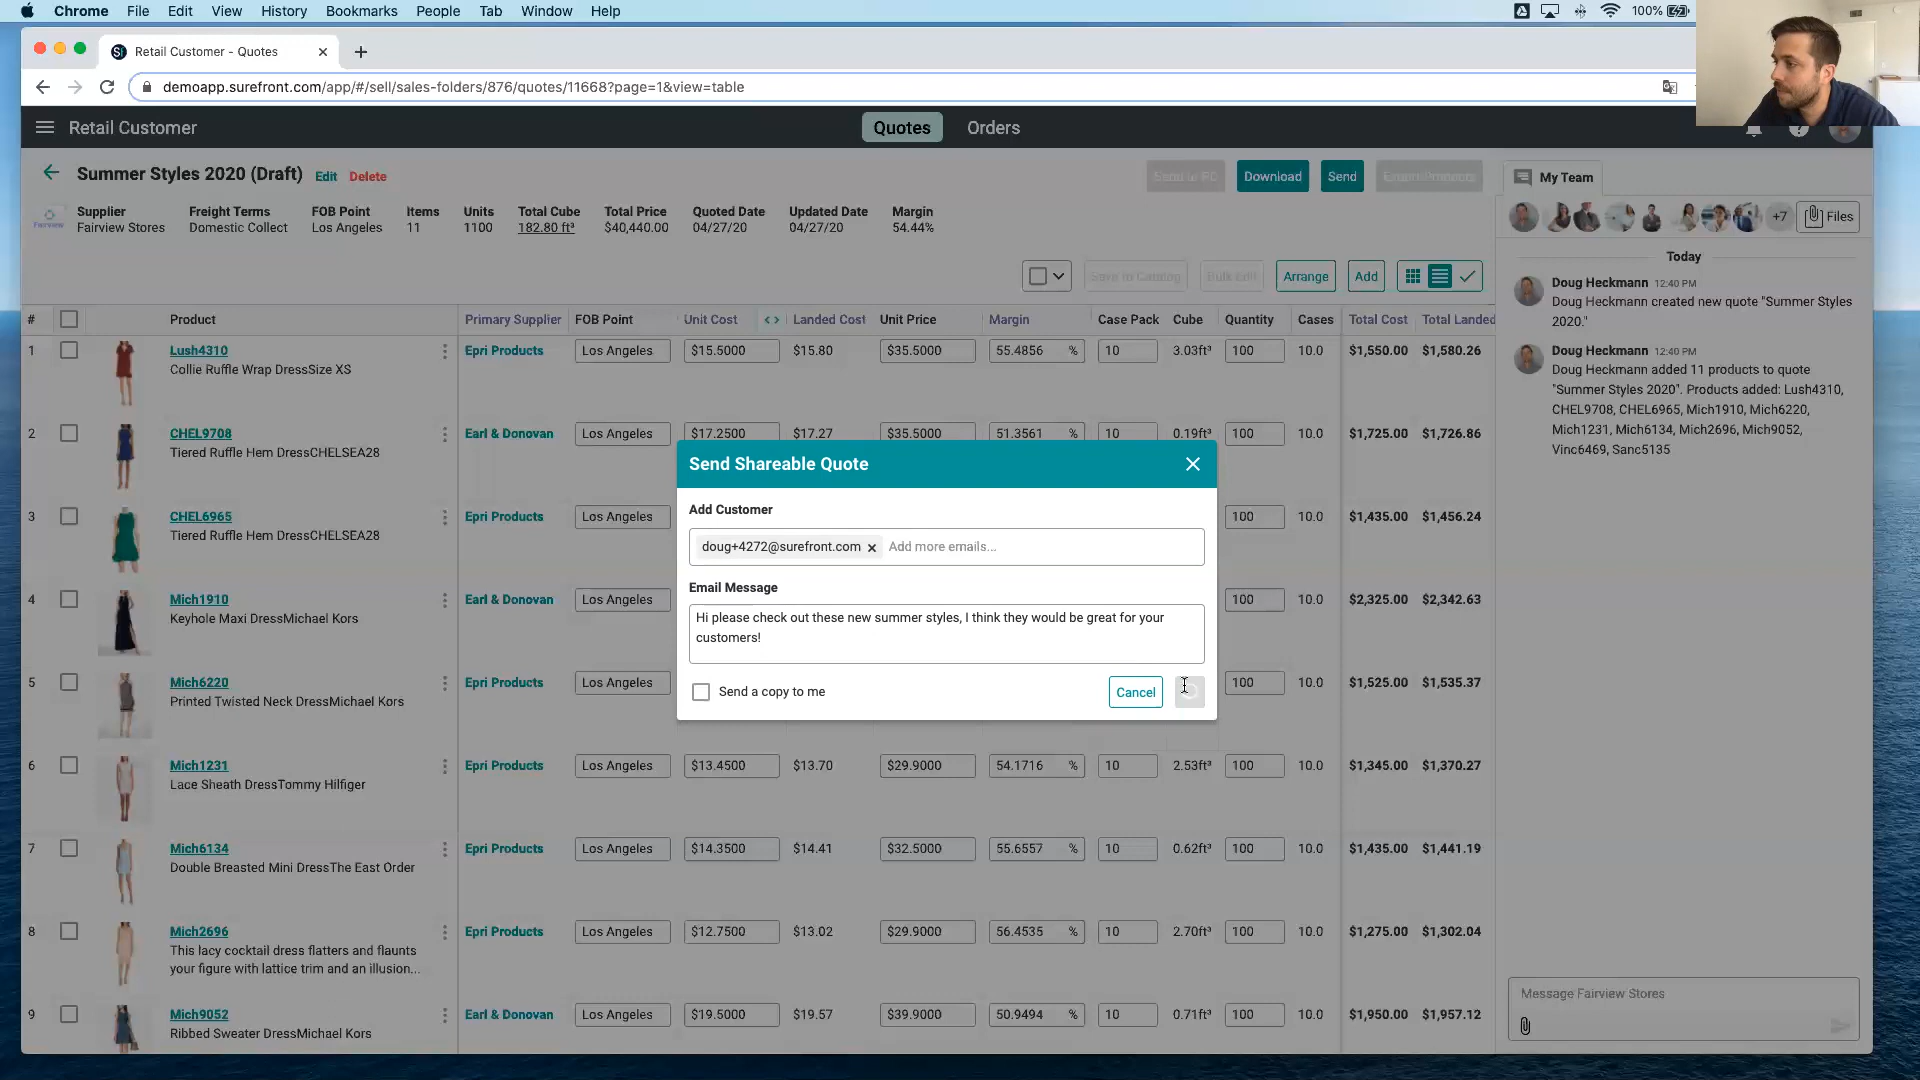 Chrome File Edit View History Bookmarks People Tab Window Help 100%
Retail Customer - Quotes
demoapp.surefront.com/app/#/sell/sales-folders/876/quotes/11668?page=1&view=table
Retail Customer Quotes Orders
Summer Styles 2020 (Draft) Edit Delete Send to PD Download Send Export Products
My Team
Supplier Freight Terms FOB Point Items Units Total Cube Total Price Quoted Date Updated Date Margin
Fairview Stores Domestic Collect Los Angeles 11 1100 182.80 ft³ $40,440.00 04/27/20 04/27/20 54.44%
+7 Files
Save to Catalog Bulk Edit Arrange Add
# Product Primary Supplier FOB Point Unit Cost <> Landed Cost Unit Price Margin Case Pack Cube Quantity Cases Total Cost Total Landed
1 Lush4310 Epri Products Los Angeles $15.5000 $15.80 $35.5000 55.4856 % 10 3.03ft³ 100 10.0 $1,550.00 $1,580.26
Collie Ruffle Wrap DressSize XS
2 CHEL9708 Earl & Donovan Los Angeles $17.2500 $17.27 $35.5000 51.3561 % 10 0.19ft³ 100 10.0 $1,725.00 $1,726.86
Tiered Ruffle Hem DressCHELSEA28
3 CHEL6965 Epri Products Los Angeles 100 10.0 $1,435.00 $1,456.24
Tiered Ruffle Hem DressCHELSEA28
4 Mich1910 Earl & Donovan Los Angeles 100 10.0 $2,325.00 $2,342.63
Keyhole Maxi DressMichael Kors
5 Mich6220 Epri Products Los Angeles 100 10.0 $1,525.00 $1,535.37
Printed Twisted Neck DressMichael Kors
6 Mich1231 Epri Products Los Angeles $13.4500 $13.70 $29.9000 54.1716 % 10 2.53ft³ 100 10.0 $1,345.00 $1,370.27
Lace Sheath DressTommy Hilfiger
7 Mich6134 Epri Products Los Angeles $14.3500 $14.41 $32.5000 55.6557 % 10 0.62ft³ 100 10.0 $1,435.00 $1,441.19
Double Breasted Mini DressThe East Order
8 Mich2696 Epri Products Los Angeles $12.7500 $13.02 $29.9000 56.4535 % 10 2.70ft³ 100 10.0 $1,275.00 $1,302.04
This lacy cocktail dress flatters and flaunts
your figure with lattice trim and an illusion...
9 Mich9052 Earl & Donovan Los Angeles $19.5000 $19.57 $39.9000 50.9494 % 10 0.71ft³ 100 10.0 $1,950.00 $1,957.12
Ribbed Sweater DressMichael Kors
Send Shareable Quote
Add Customer
doug+4272@surefront.com Add more emails...
Email Message
Hi please check out these new summer styles, I think they would be great for your
customers!
Send a copy to me Cancel
Today
Doug Heckmann 12:40 PM
Doug Heckmann created new quote "Summer Styles
2020."
Doug Heckmann 12:40 PM
Doug Heckmann added 11 products to quote
"Summer Styles 2020". Products added: Lush4310,
CHEL9708, CHEL6965, Mich1910, Mich6220,
Mich1231, Mich6134, Mich2696, Mich9052,
Vinc6469, Sanc5135
Message Fairview Stores